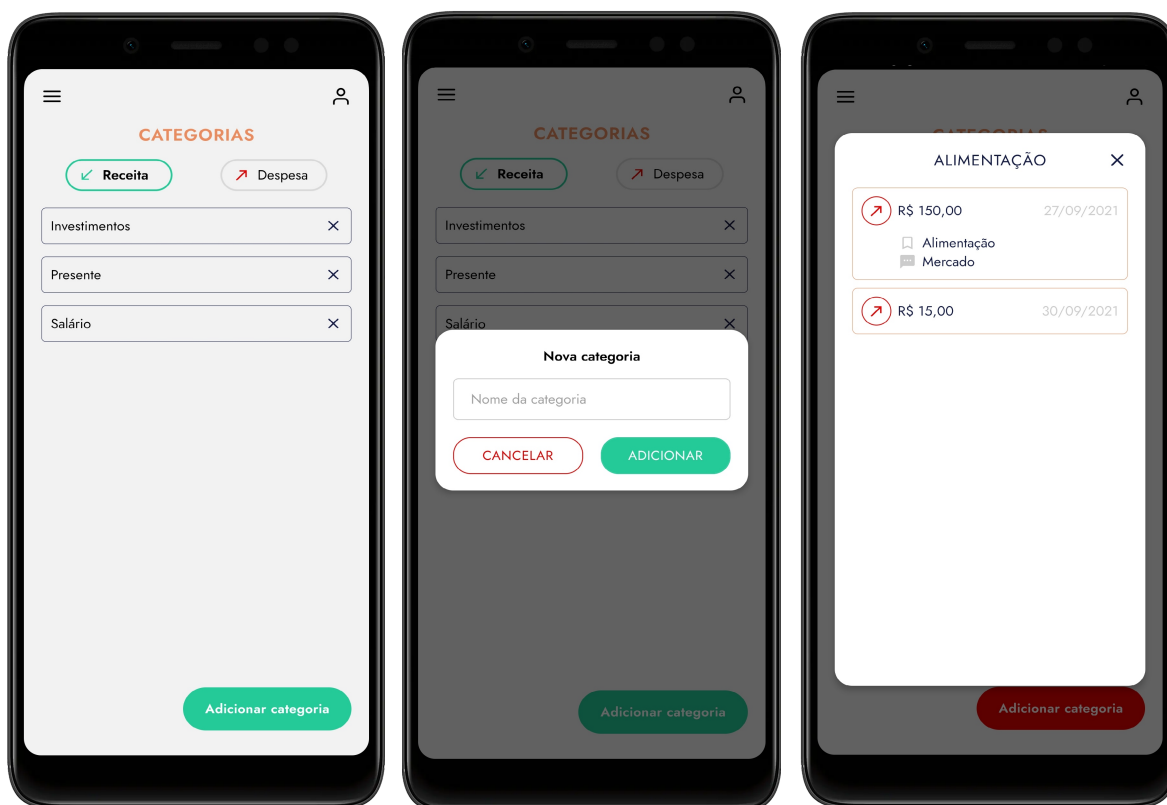 CATEGORIAS
Receita
Despesa
Investimentos
Presente
Salário
Adicionar categoria
CATEGORIAS
Receita
Despesa
Investimentos
Presente
Salário
Nova categoria
Nome da categoria
CANCELAR
ADICIONAR
Adicionar categoria
CATEGORIAS
ALIMENTAÇÃO
R$ 150,00
27/09/2021
Alimentação
Mercado
R$ 15,00
30/09/2021
Adicionar categoria